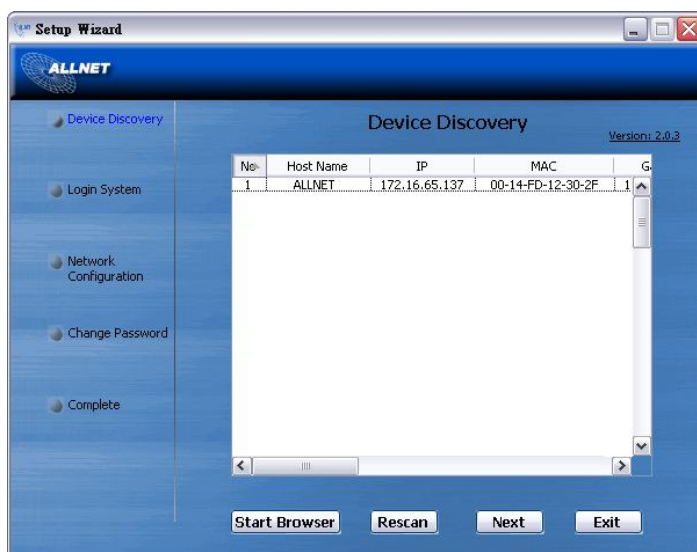 Setup Wizard
ALLNET
Device Discovery
Login System
Network
Configuration
Change Password
Complete
Device Discovery
Version: 2.0.3
No Host Name IP MAC
1 ALLNET 172.16.65.137 00-14-FD-12-30-2F 1
Start Browser Rescan Next Exit